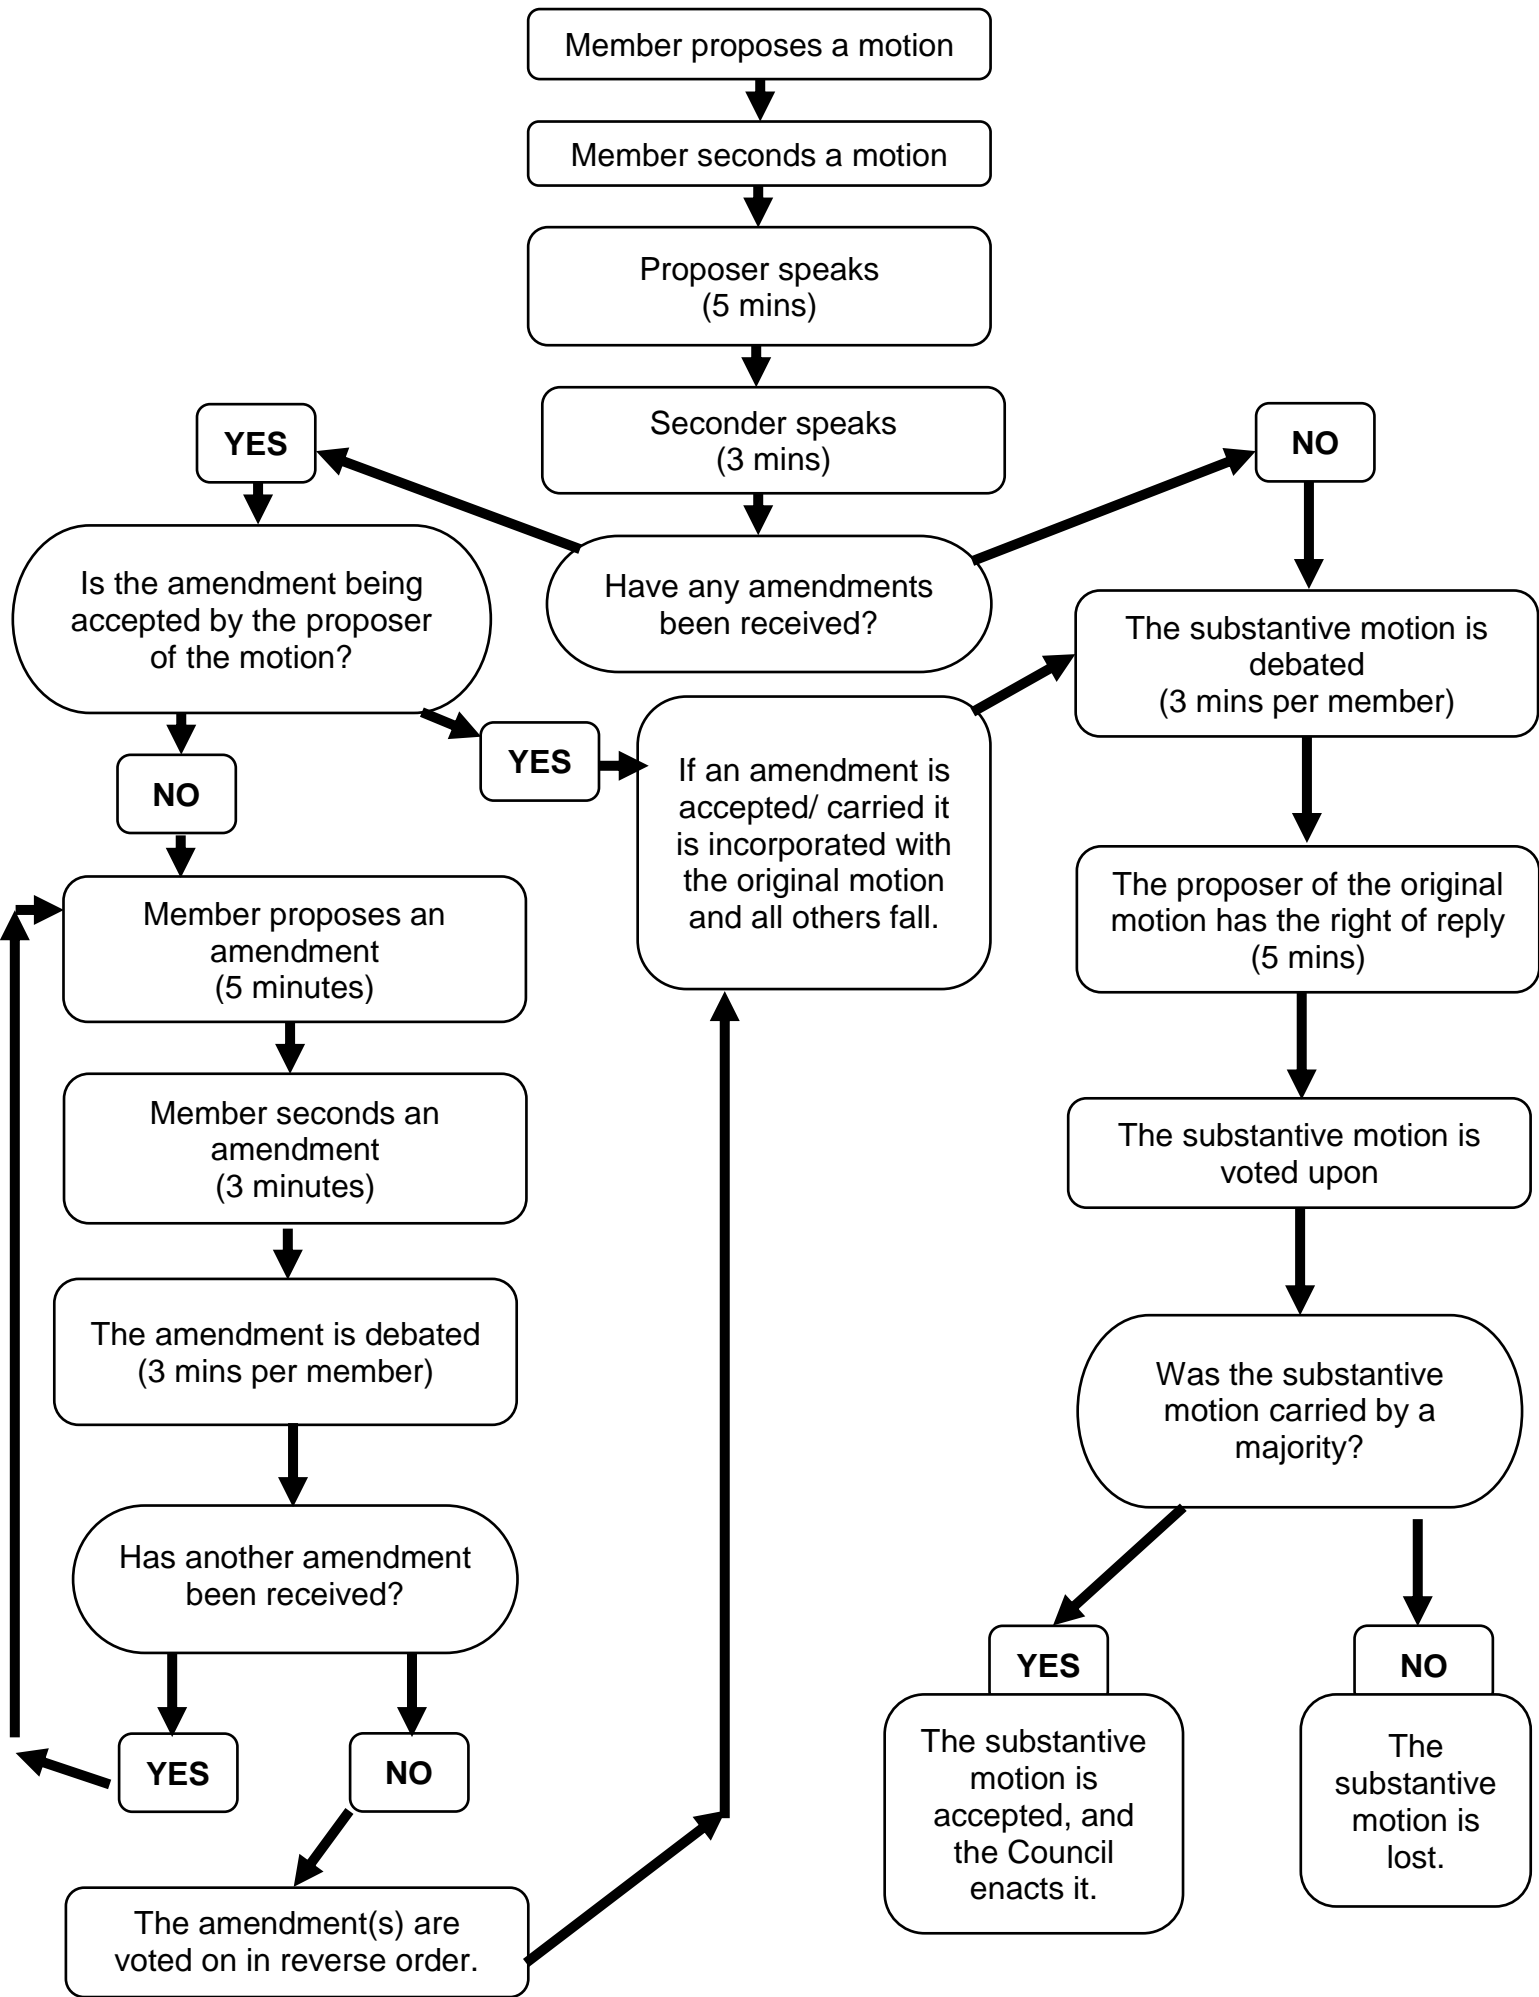 Member proposes a motion
Member seconds a motion
Proposer speaks
(5 mins)
Seconder speaks
(3 mins)
YES
NO
Have any amendments
been received?
Is the amendment being
accepted by the proposer
of the motion?
NO
YES
If an amendment is
accepted/ carried it
is incorporated with
the original motion
and all others fall.
Member proposes an
amendment
(5 minutes)
Member seconds an
amendment
(3 minutes)
The amendment is debated
(3 mins per member)
Has another amendment
been received?
YES
NO
The amendment(s) are
voted on in reverse order.
The substantive motion is
debated
(3 mins per member)
The proposer of the original
motion has the right of reply
(5 mins)
The substantive motion is
voted upon
Was the substantive
motion carried by a
majority?
YES
The substantive
motion is
accepted, and
the Council
enacts it.
NO
The
substantive
motion is
lost.